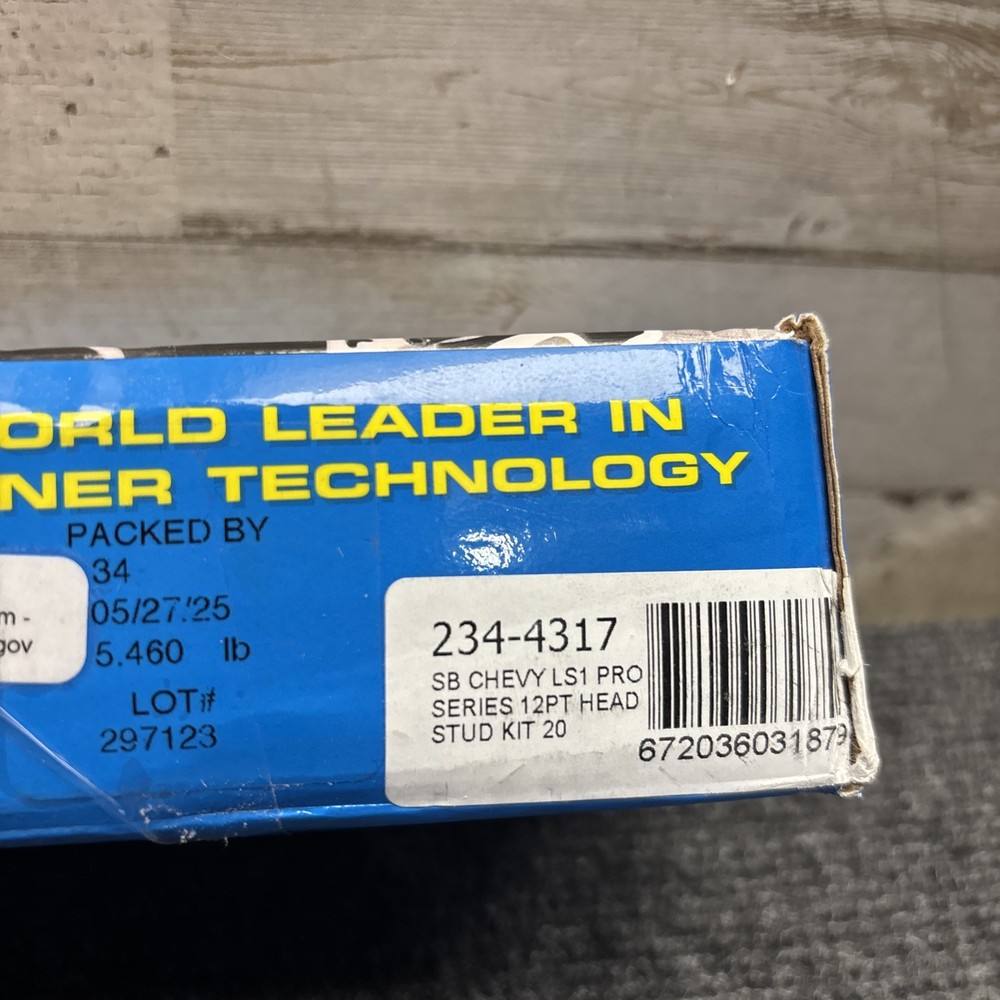 ORLD LEADER IN
NER TECHNOLOGY
PACKED BY
34
05/27/25
5.460 lb
LOT#
297123
m -
gov
234-4317
SB CHEVY LS1 PRO
SERIES 12PT HEAD
STUD KIT 20
672036031879